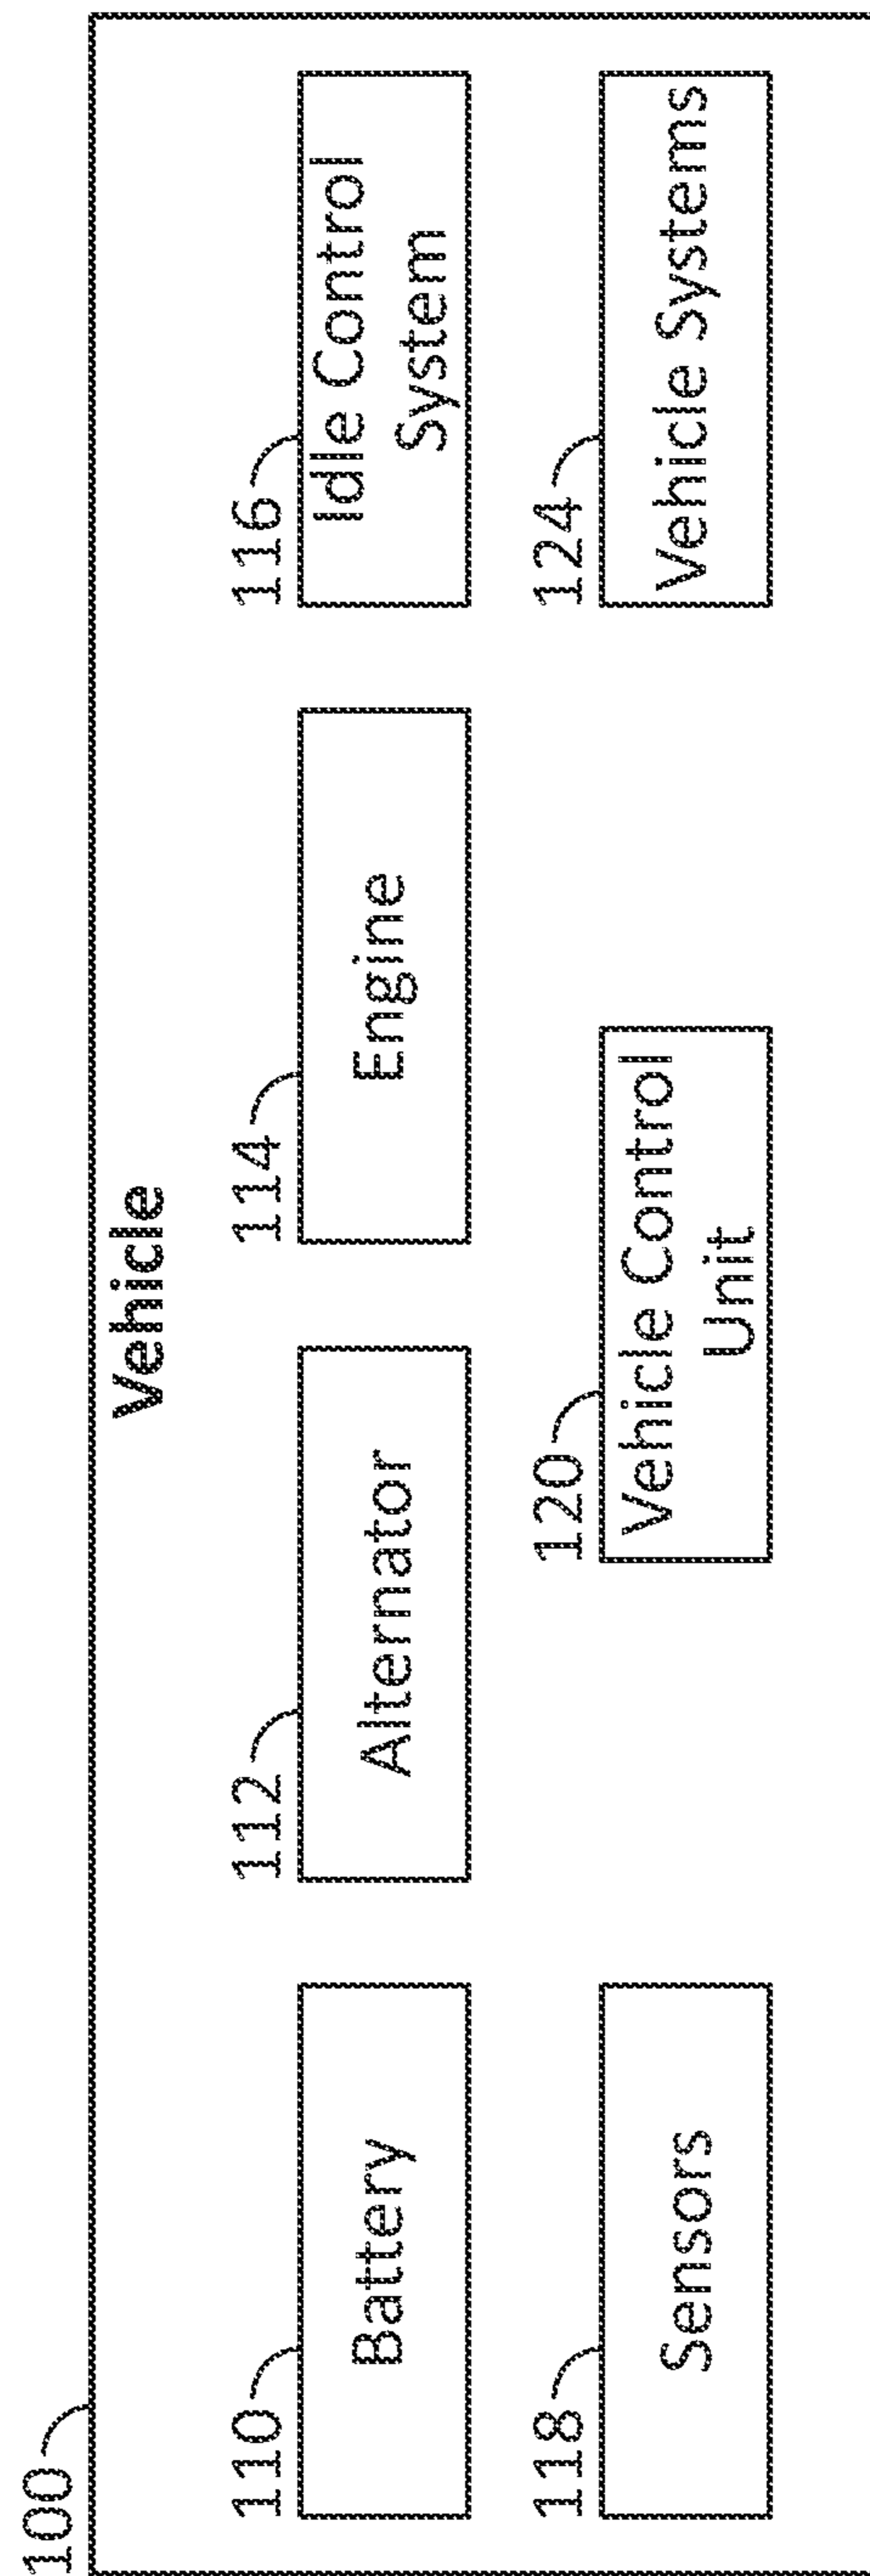 100
Vehicle
110
Battery
112
Alternator
114
Engine
116
Idle Control
System
118
Sensors
120
Vehicle Control
Unit
124
Vehicle Systems